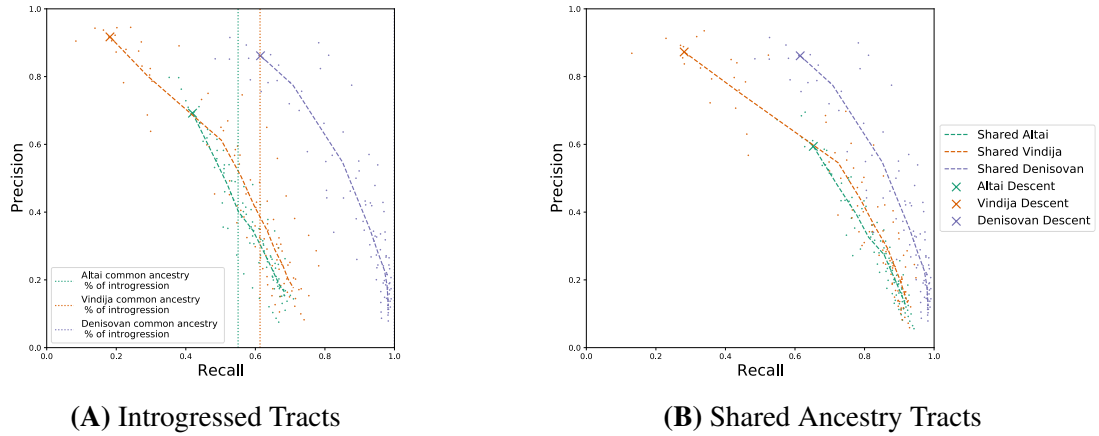 1.0
0.8
0.6
0.4
0.2
0.0
Precision
0.0 0.2 0.4 0.6 0.8 1.0
Recall
Altai common ancestry
% of introgression
Vindija common ancestry
% of introgression
Denisovan common ancestry
% of introgression
(A) Introgressed Tracts
1.0
0.8
0.6
0.4
0.2
0.0
Precision
0.0 0.2 0.4 0.6 0.8 1.0
Recall
Shared Altai
Shared Vindija
Shared Denisovan
Altai Descent
Vindija Descent
Denisovan Descent
(B) Shared Ancestry Tracts